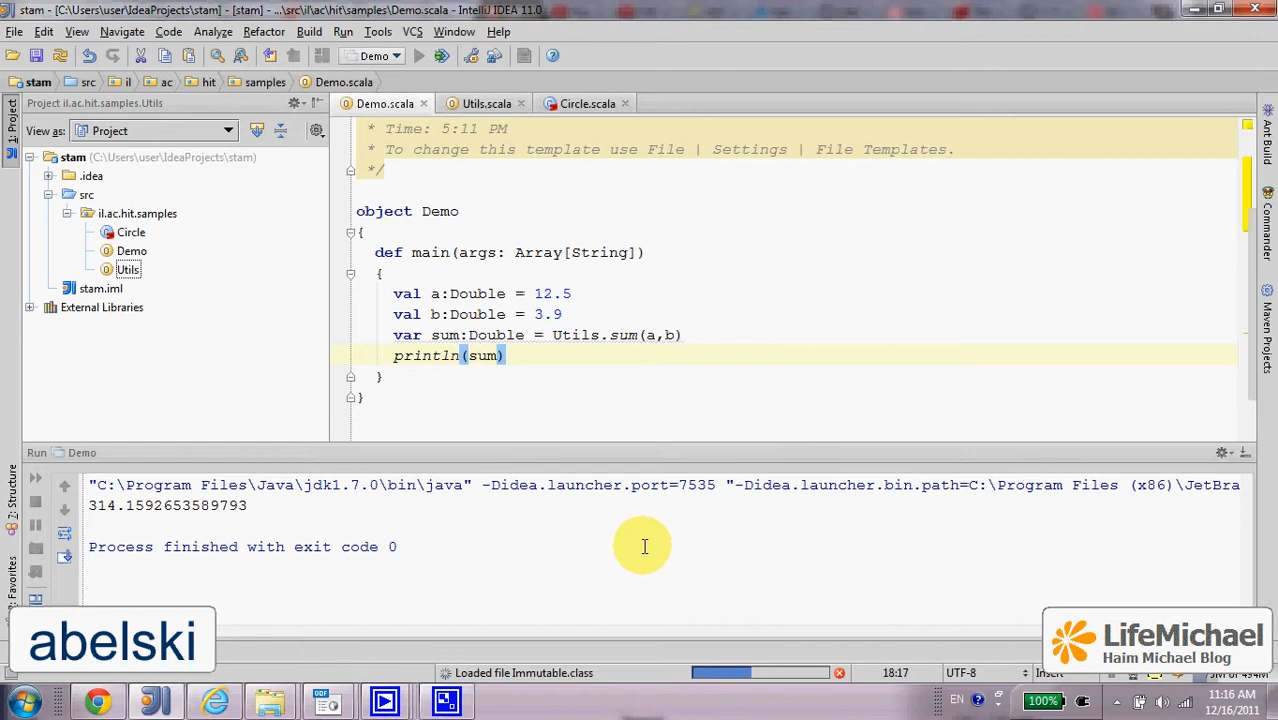 stam - [C:\Users\user\IdeaProjects\stam] - [stam] - ...\src\il\ac\hit\samples\Demo.scala - IntelliJ IDEA 11.0
File Edit View Navigate Code Analyze Refactor Build Run Tools VCS Window Help
Demo
stam src il ac hit samples Demo.scala
Project il.ac.hit.samples.Utils
Demo.scala Utils.scala Circle.scala
View as: Project
1: Project
stam (C:\Users\user\IdeaProjects\stam)
.idea
src
il.ac.hit.samples
Circle
Demo
Utils
stam.iml
External Libraries
* Time: 5:11 PM
* To change this template use File | Settings | File Templates.
*/
object Demo
{
def main(args: Array[String])
{
val a:Double = 12.5
val b:Double = 3.9
var sum:Double = Utils.sum(a,b)
println(sum)
}
}
Ant Build
Commander
Maven Projects
Run Demo
7: Structure
Favorites
"C:\Program Files\Java\jdk1.7.0\bin\java" -Didea.launcher.port=7535 "-Didea.launcher.bin.path=C:\Program Files (x86)\JetBra
314.1592653589793
Process finished with exit code 0
abelski
LifeMichael
Haim Michael Blog
Loaded file Immutable.class
18:17 UTF-8 Insert
EN 100% 11:16 AM
12/16/2011